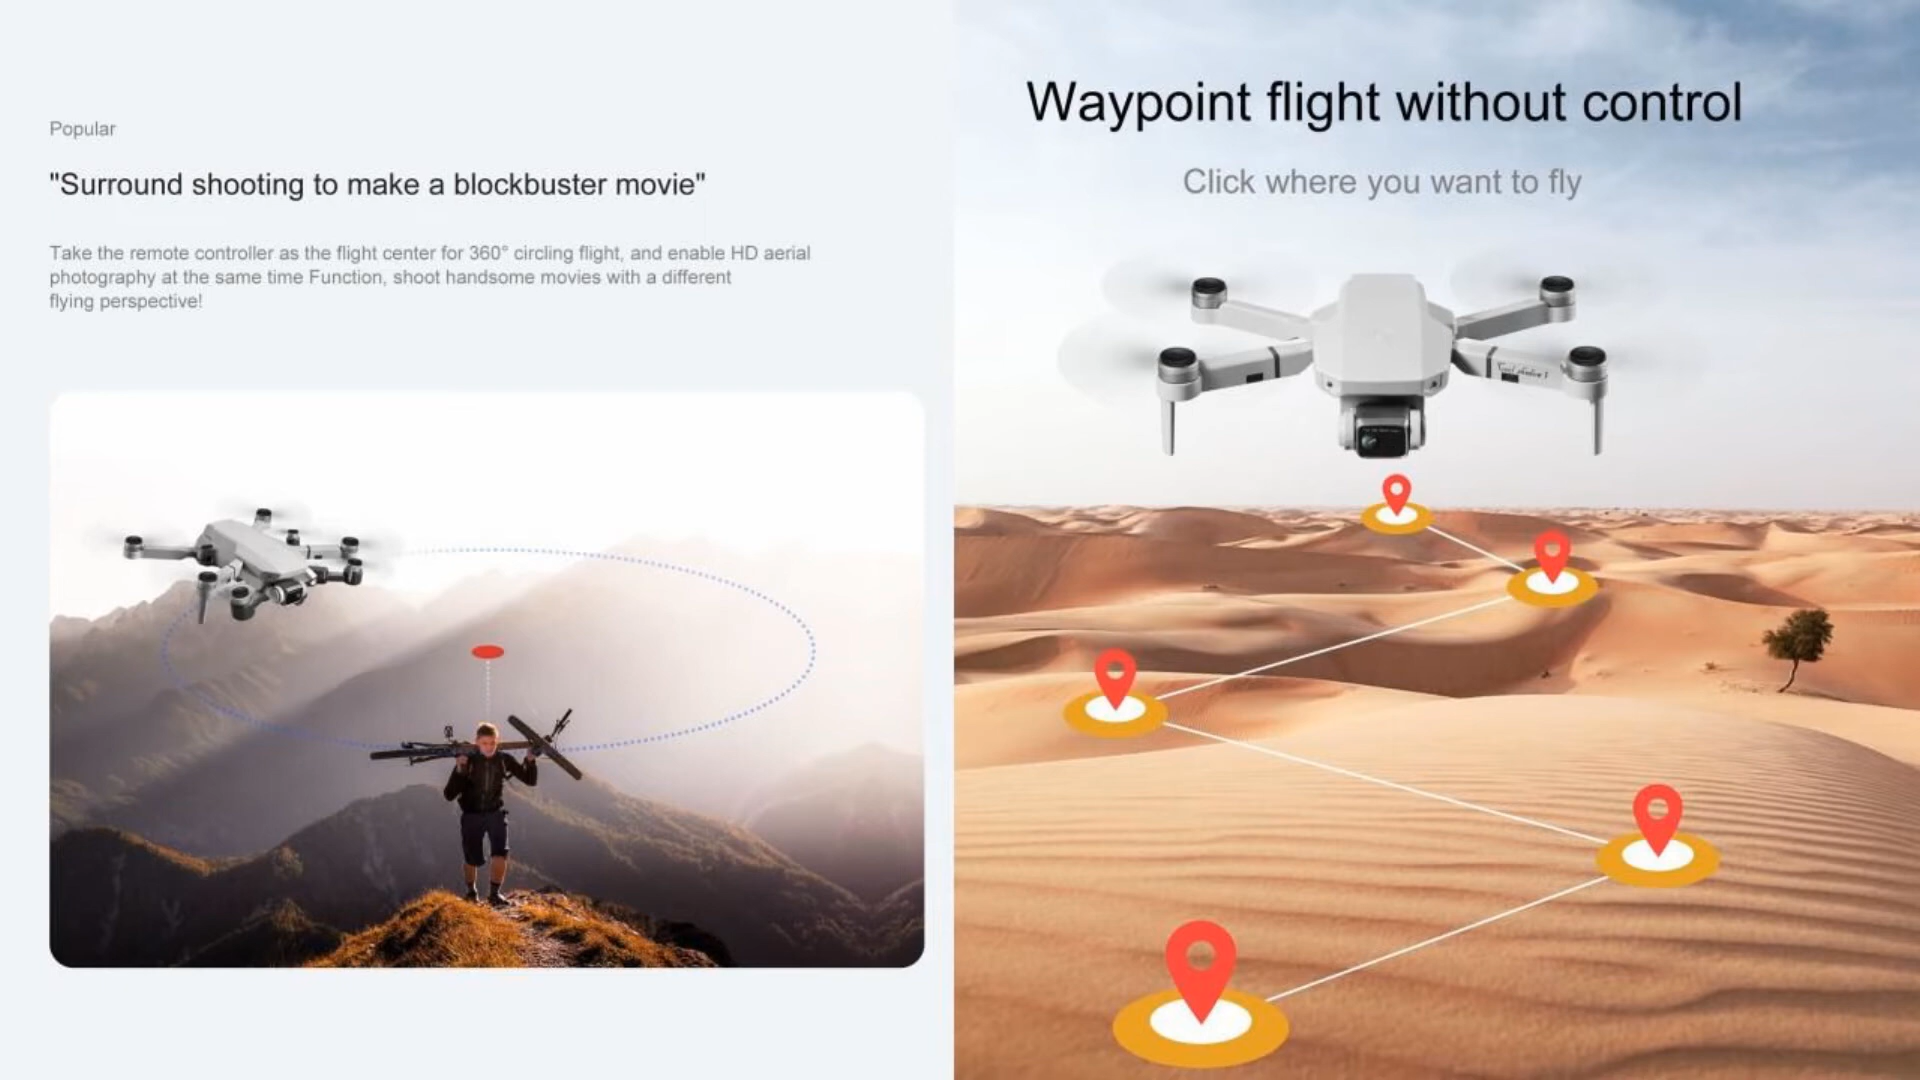 Popular
"Surround shooting to make a blockbuster movie"
Take the remote controller as the flight center for 360° circling flight, and enable HD aerial
photography at the same time Function, shoot handsome movies with a different
flying perspective!
Waypoint flight without control
Click where you want to fly